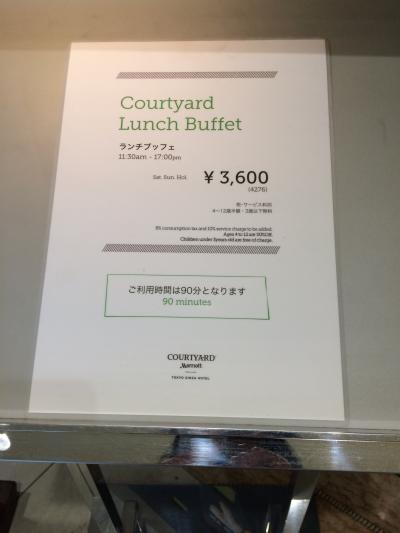 Courtyard
Lunch Buffet
ランチブッフェ
11:30am - 17:00pm
Sat. Sun. Hol.
¥ 3,600
(4276)
税・サービス料別
4〜12歳半額・3歳以下無料
8% consumption tax and 10% service charge to be added.
Ages 4 to 12 are 50%Off.
Children under 3years old are free of charge.
ご利用時間は90分となります
90 minutes
COURTYARD®
Marriott
TOKYO GINZA HOTEL